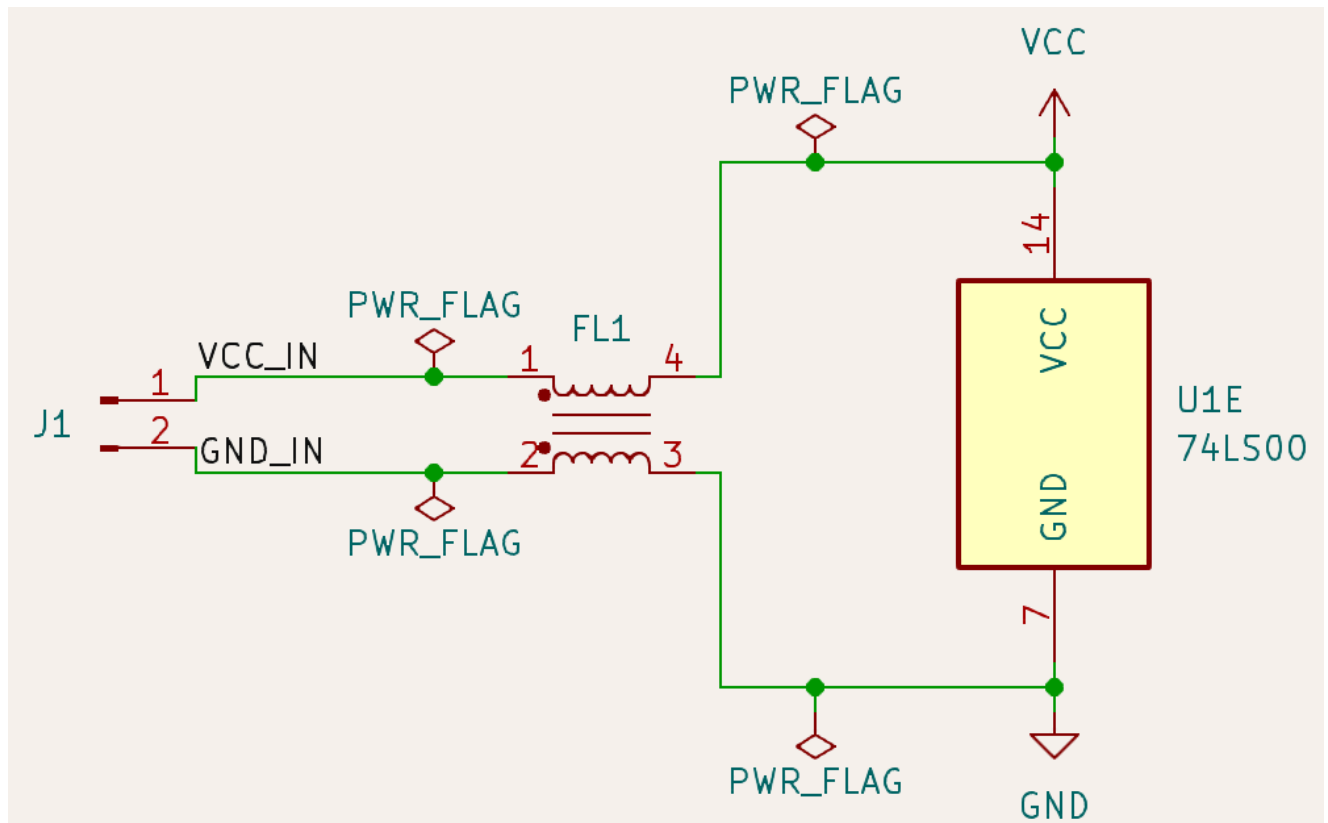 VCC
PWR_FLAG
14
PWR_FLAG
FL1
VCC_IN
1
4
1
VCC
J1
2
GND_IN
2
3
U1E
74LS00
GND
PWR_FLAG
7
PWR_FLAG
GND